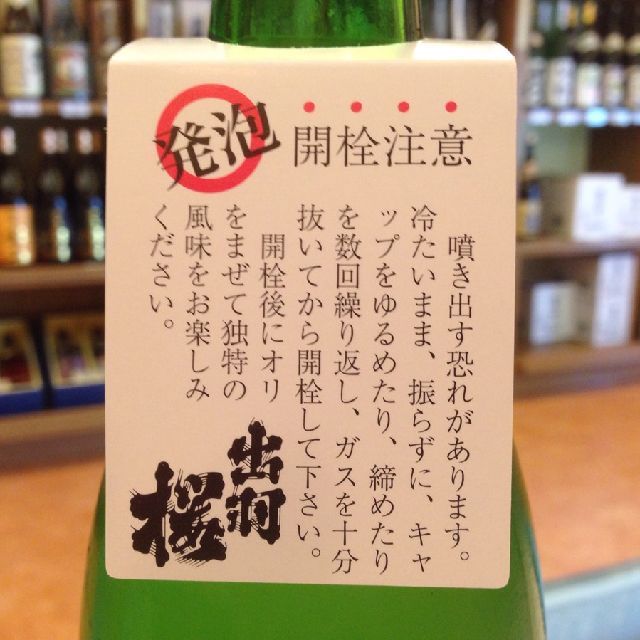 発泡
開栓注意
噴き出す恐れがあります。
冷たいまま、振らずに、キャ
ップをゆるめたり、締めたり
を数回繰り返し、ガスを十分
抜いてから開栓して下さい。
開栓後にオリ
をまぜて独特の
風味をお楽しみ
ください。
出羽
桜